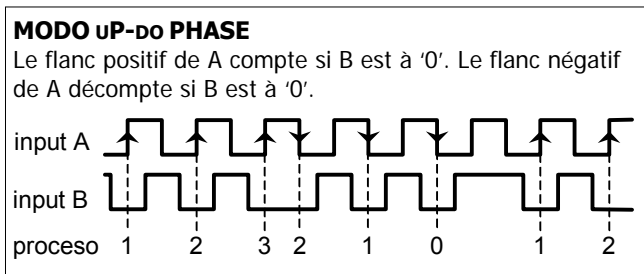 MODO uP-DO PHASE
Le flanc positif de A compte si B est à ‘0’. Le flanc négatif
de A décompte si B est à ‘0’.
input A
input B
proceso 1 2 3 2 1 0 1 2